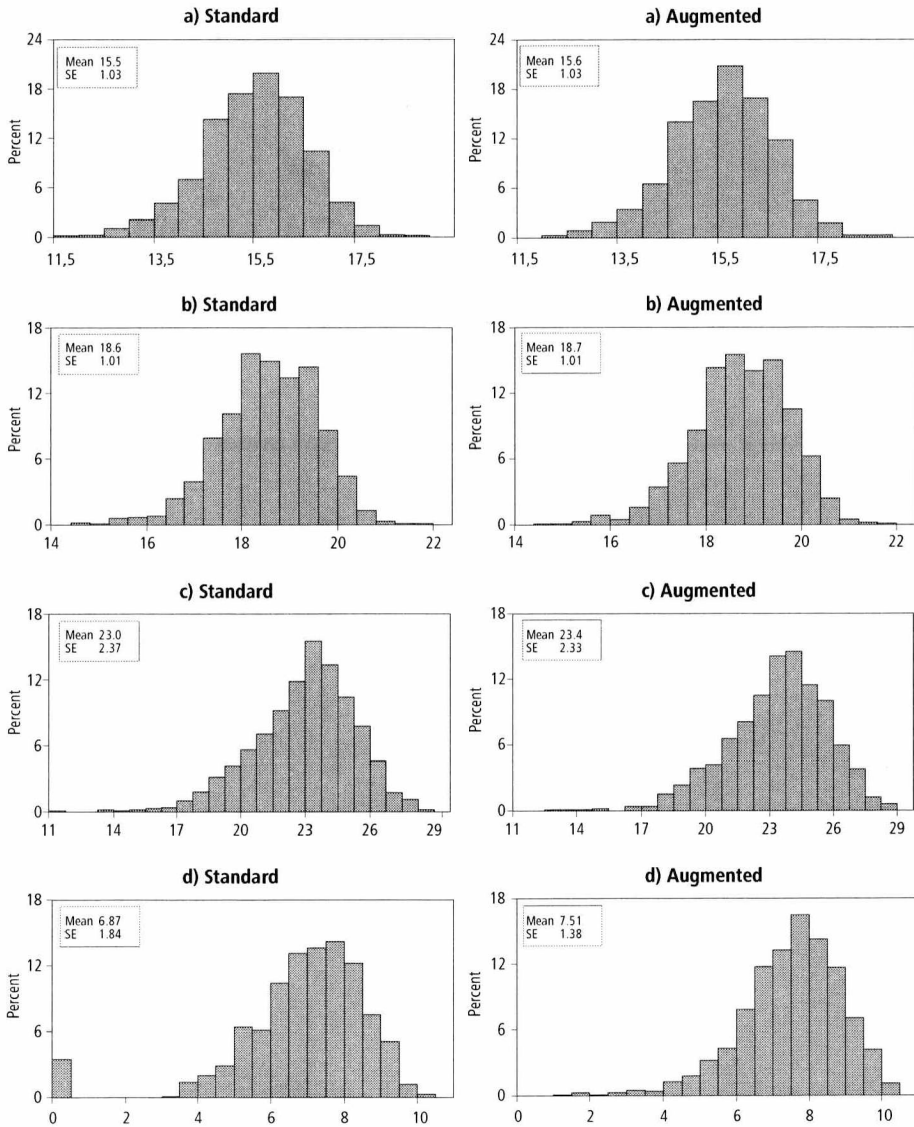 a) Standard
24
18
12
6
0
Percent
Mean 15.5
SE 1.03
11,5 13,5 15,5 17,5
a) Augmented
24
18
12
6
0
Percent
Mean 15.6
SE 1.03
11,5 13,5 15,5 17,5
b) Standard
18
12
6
0
Percent
Mean 18.6
SE 1.01
14 16 18 20 22
b) Augmented
18
12
6
0
Percent
Mean 18.7
SE 1.01
14 16 18 20 22
c) Standard
18
12
6
0
Percent
Mean 23.0
SE 2.37
11 14 17 20 23 26 29
c) Augmented
18
12
6
0
Percent
Mean 23.4
SE 2.33
11 14 17 20 23 26 29
d) Standard
18
12
6
0
Percent
Mean 6.87
SE 1.84
0 2 4 6 8 10
d) Augmented
18
12
6
0
Percent
Mean 7.51
SE 1.38
0 2 4 6 8 10